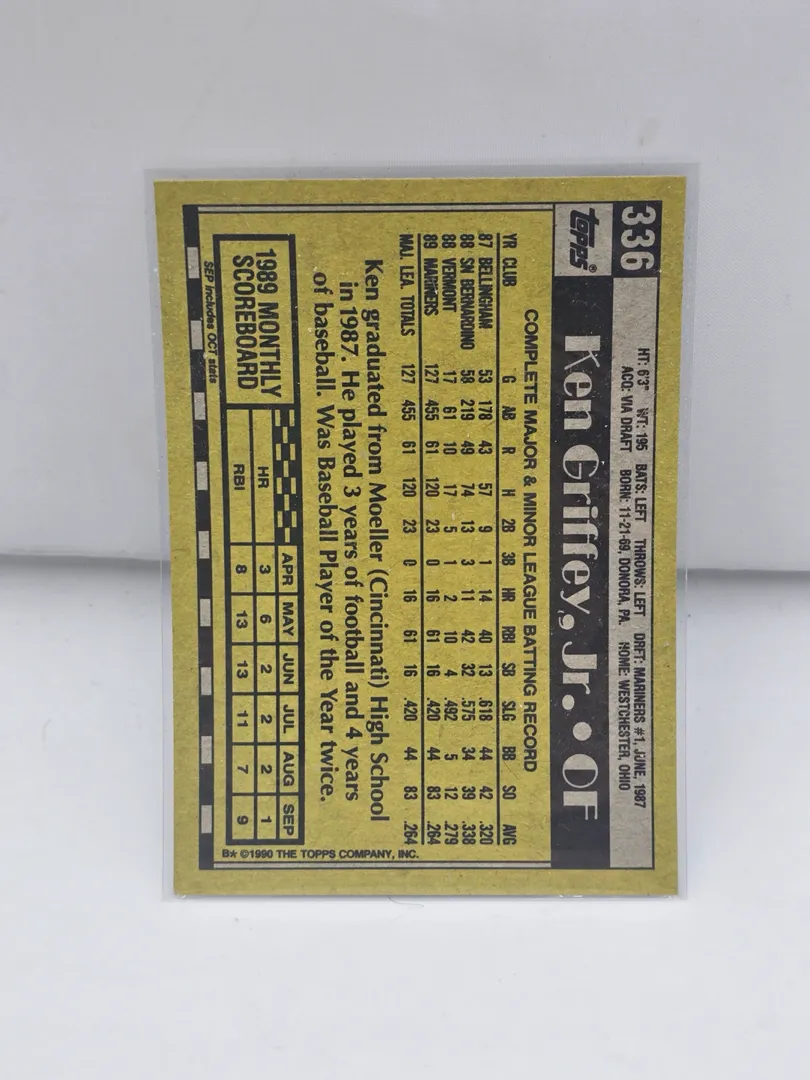 336
HT: 6'3" WT: 195 BATS: LEFT THROWS: LEFT DRFT: MARINERS #1, JUNE, 1987
ACQ: VIA DRAFT BORN: 11-21-69, DONORA, PA. HOME: WESTCHESTER, OHIO
topps® Ken Griffey, Jr. • OF
COMPLETE MAJOR & MINOR LEAGUE BATTING RECORD
YR CLUB G AB R H 2B 3B HR RBI SB SLG BB SO AVG
87 BELLINGHAM 53 178 43 57 9 1 14 40 13 .618 44 42 .320
88 SN BERNARDINO 58 219 49 74 13 3 11 42 32 .575 34 39 .338
88 VERMONT 17 61 10 17 5 1 2 10 4 .492 5 12 .279
89 MARINERS 127 455 61 120 23 0 16 61 16 .420 44 83 .264
MAJ. LEA. TOTALS 127 455 61 120 23 0 16 61 16 .420 44 83 .264
Ken graduated from Moeller (Cincinnati) High School
in 1987. He played 3 years of football and 4 years
of baseball. Was Baseball Player of the Year twice.
1989 MONTHLY
SCOREBOARD
APR MAY JUN JUL AUG SEP
HR 3 6 2 2 2 1
RBI 8 13 13 11 7 9
SEP includes OCT stats
B* ©1990 THE TOPPS COMPANY, INC.